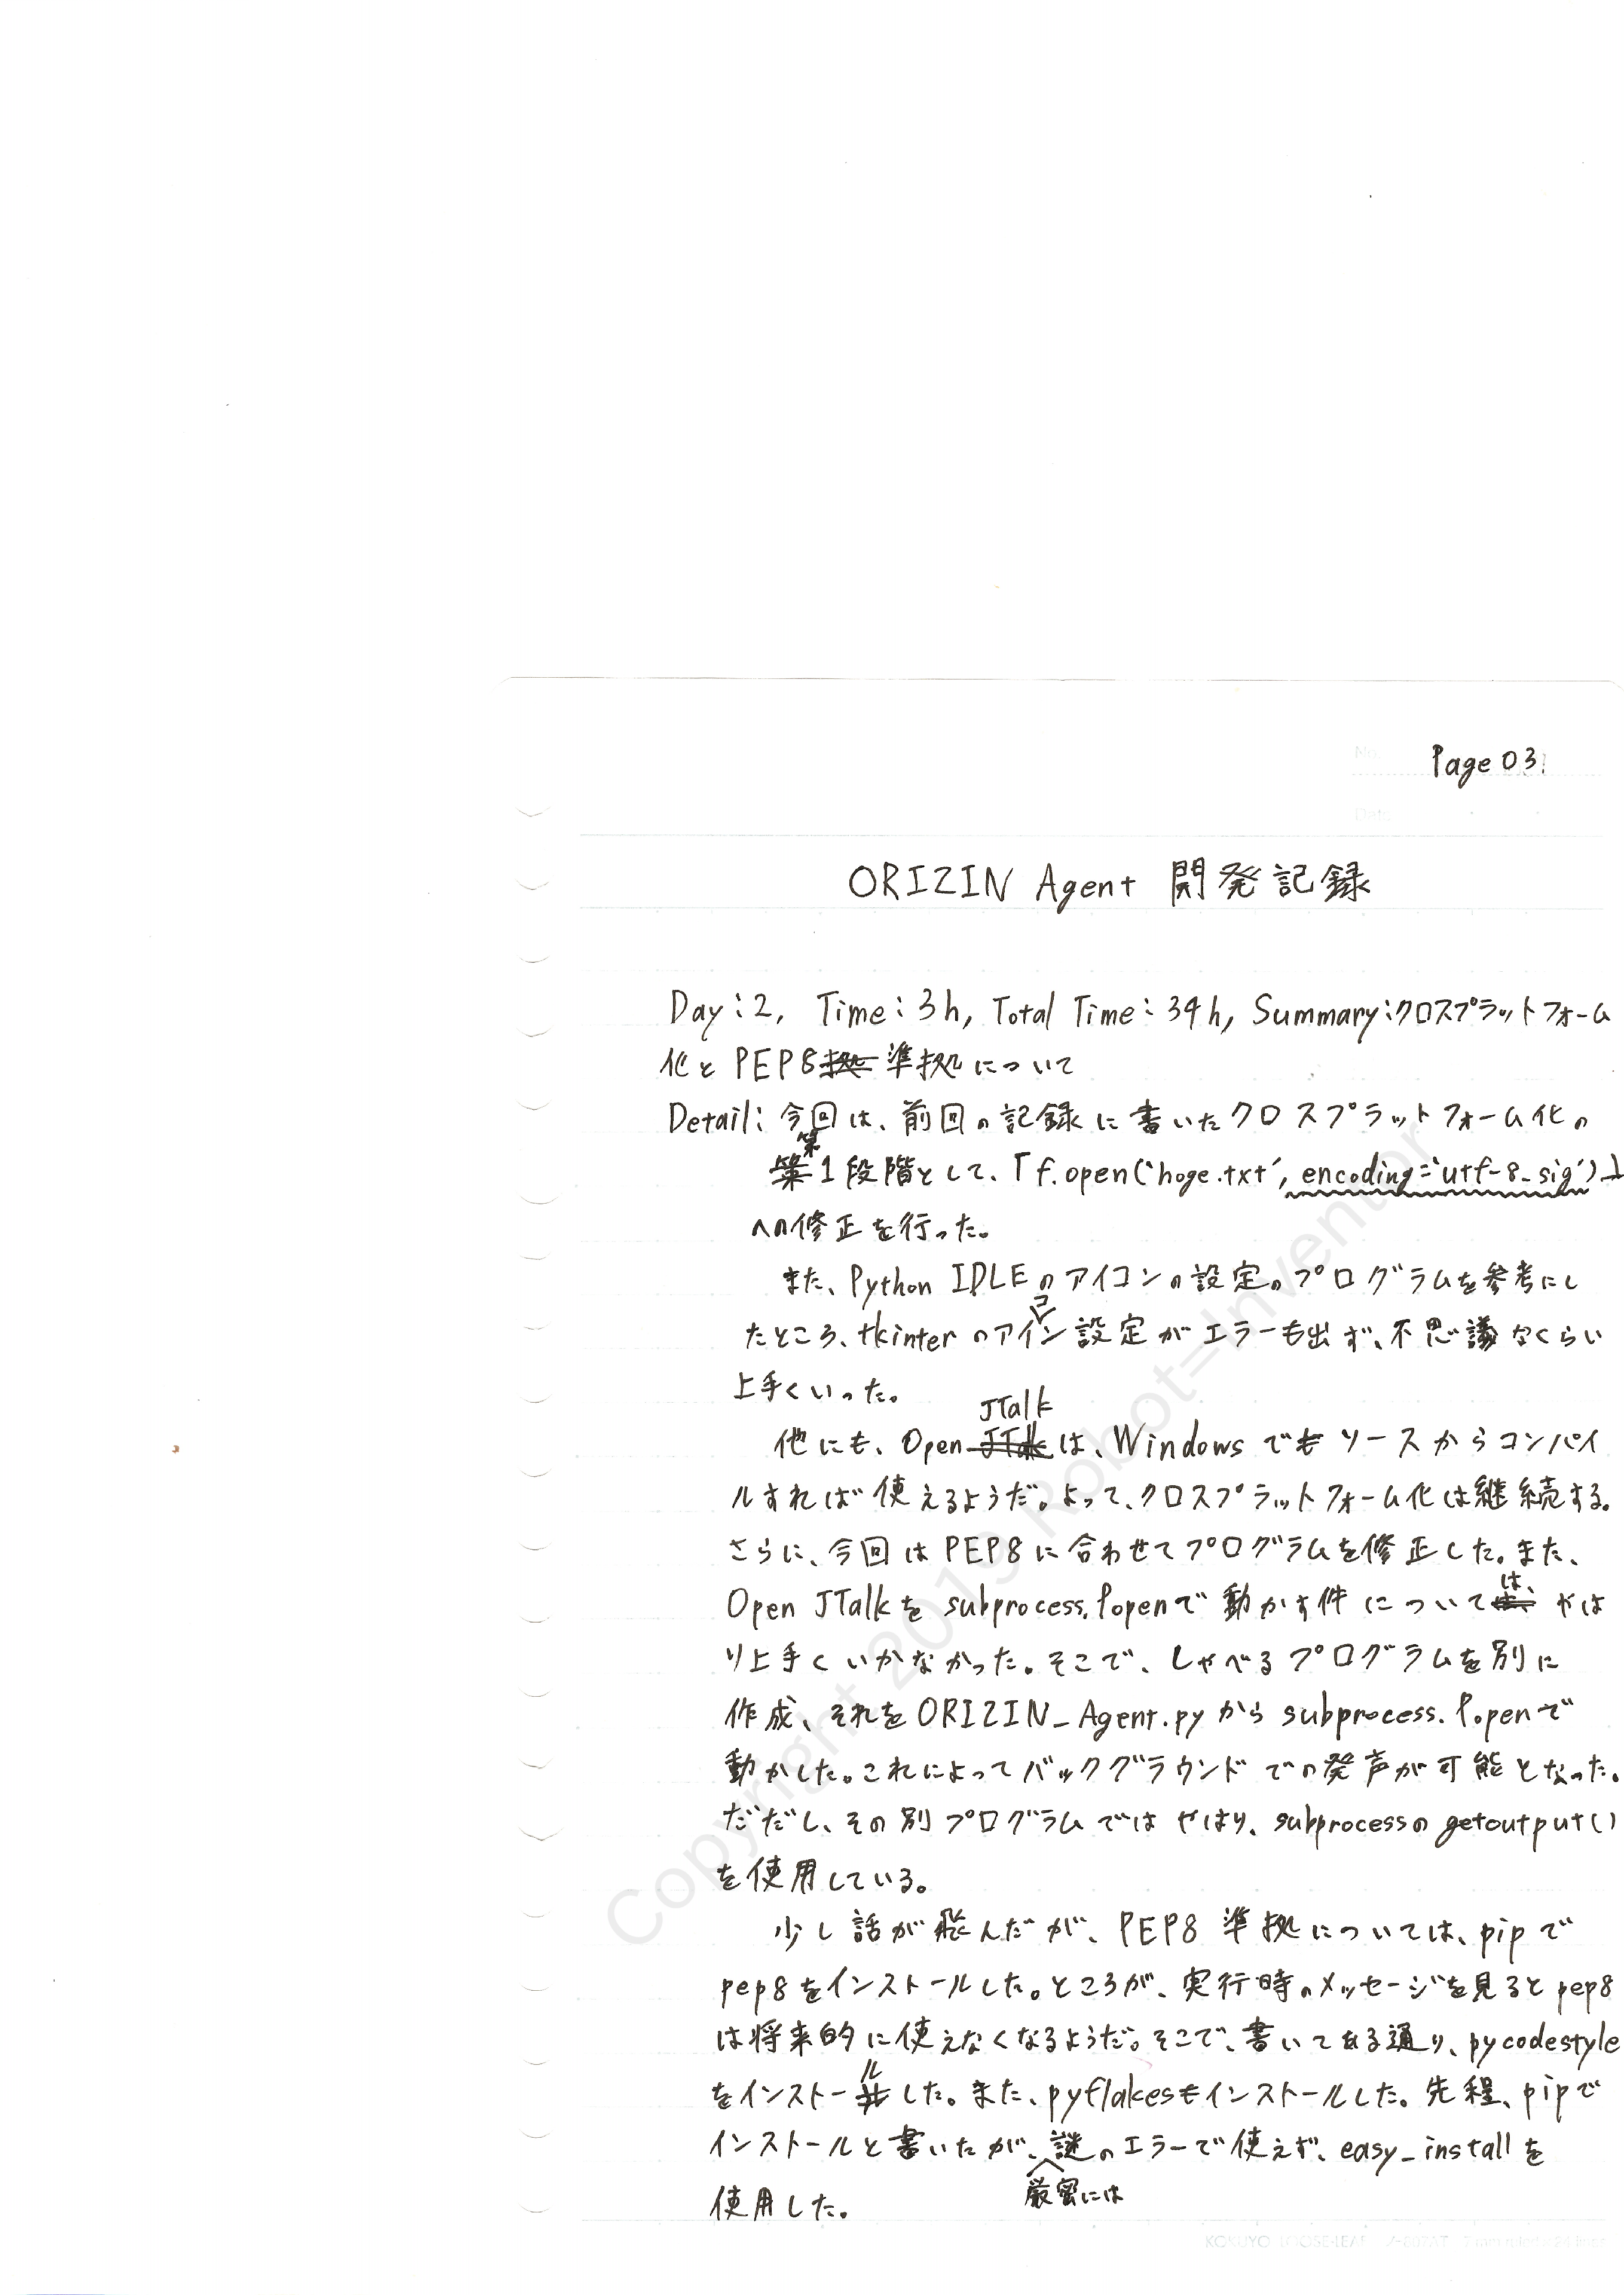 Page 03
ORIZIN Agent 開発記録
Day:2, Time:3h, Total Time:34h, Summary:クロスプラットフォーム
化とPEP8準拠について
Detail:今回は、前回の記録に書いたクロスプラットフォーム化の
第1段階として、「f.open('hoge.txt', encoding='utf-8_sig')」
への修正を行った。
また、Python IDLEのアイコンの設定のプログラムを参考にし
たところ、tkinterのアイコン設定がエラーも出ず、不思議なくらい
上手くいった。
他にも、Open JTalkは、Windowsでもソースからコンパイ
ルすれば使えるようだ。よって、クロスプラットフォーム化は継続する。
さらに、今回はPEP8に合わせてプログラムを修正した。また、
Open JTalkをsubprocess.Popenで動かす件については、やは
り上手くいかなかった。そこで、しゃべるプログラムを別に
作成、それをORIZIN_Agent.pyからsubprocess.Popenで
動かした。これによってバックグラウンドでの発声が可能となった。
だだし、その別プログラムではやはり、subprocessのgetoutput()
を使用している。
少し話が飛んだが、PEP8準拠については、pipで
pep8をインストールした。ところが、実行時のメッセージを見るとpep8
は将来的に使えなくなるようだ。そこで、書いてある通り、pycodestyle
をインストールした。また、pyflakesもインストールした。先程、pipで
インストールと書いたが、厳密には謎のエラーで使えず、easy_installを
使用した。
Copyright 2019 Robot=Inventor